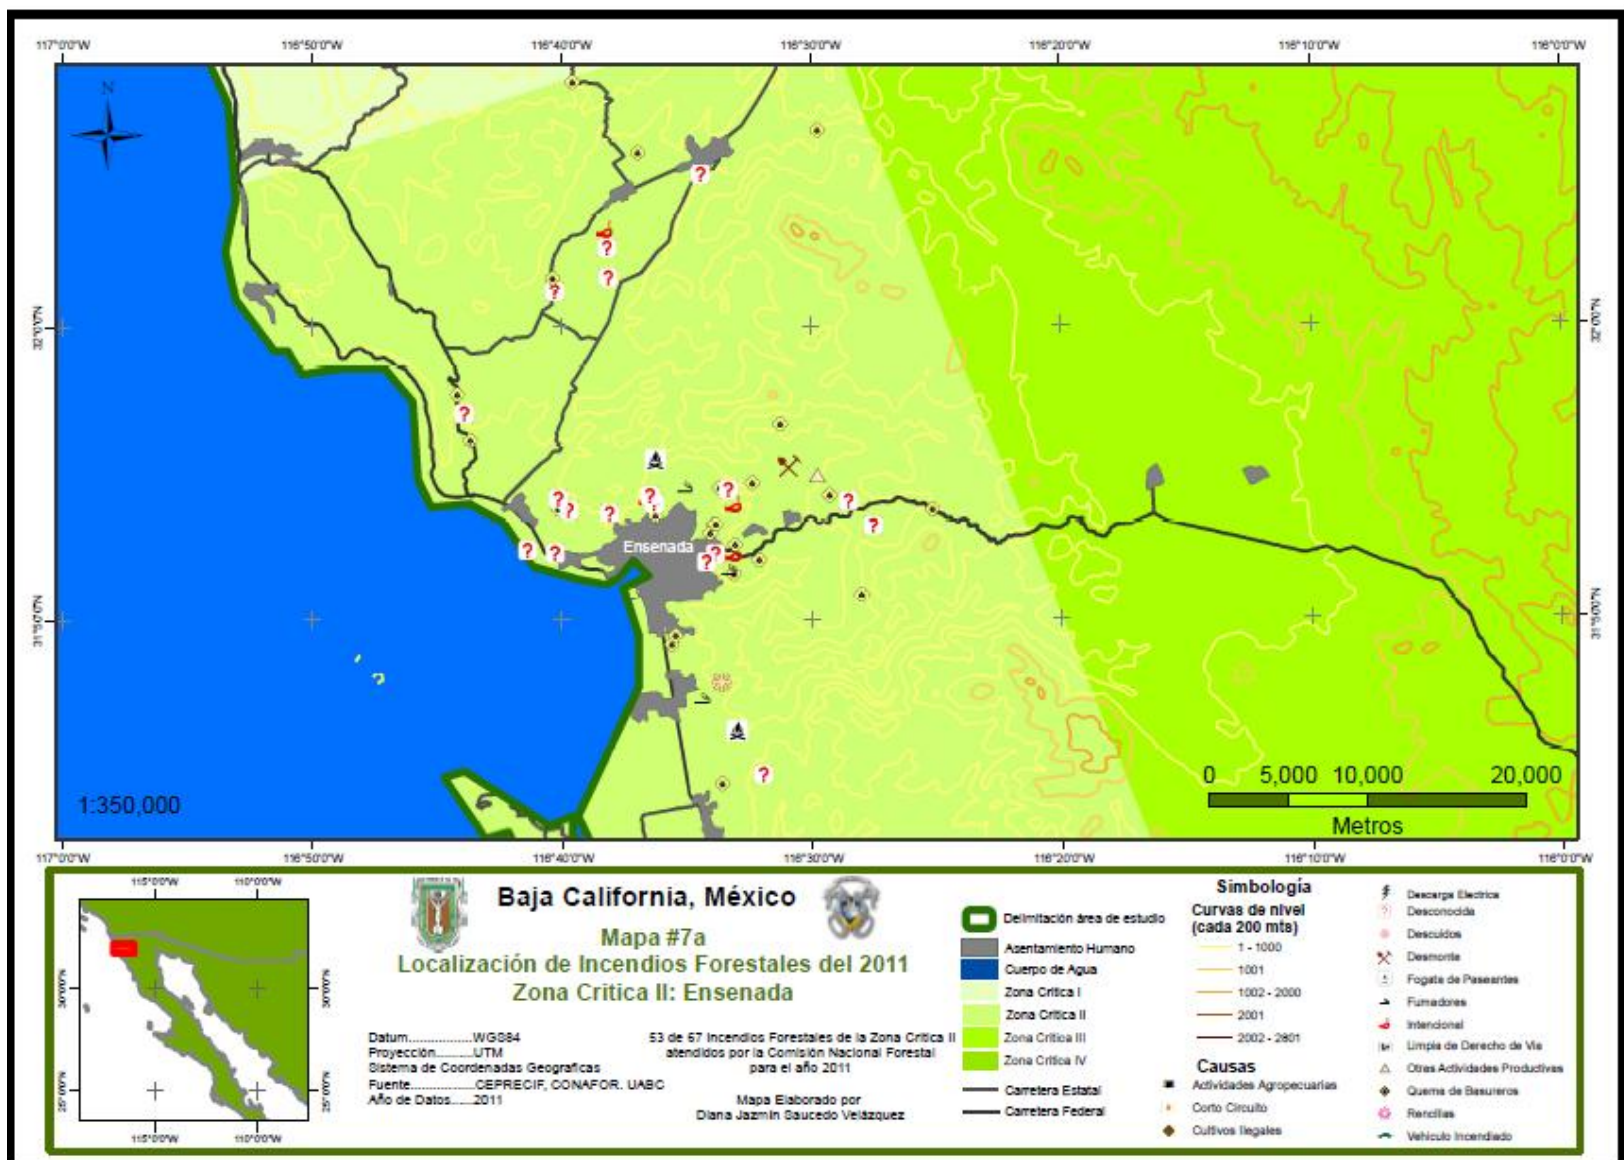 117°0'0"W 116°50'0"W 116°40'0"W 116°30'0"W 116°20'0"W 116°10'0"W 116°0'0"W
N
32°0'0"N
32°0'0"N
Ensenada
31°50'0"N
31°50'0"N
1:350,000
0 5,000 10,000 20,000
Metros
117°0'0"W 116°50'0"W 116°40'0"W 116°30'0"W 116°20'0"W 116°10'0"W 116°0'0"W
115°0'0"W 110°0'0"W
30°0'0"N
30°0'0"N
25°0'0"N
25°0'0"N
115°0'0"W 110°0'0"W
Baja California, México
Mapa #7a
Localización de Incendios Forestales del 2011
Zona Critica II: Ensenada
Datum.................WGS84
Proyección..........UTM
Sistema de Coordenadas Geograficas
Fuente.................CEPRECIF, CONAFOR. UABC
Año de Datos.....2011
53 de 67 Incendios Forestales de la Zona Critica II
atendidos por la Comisión Nacional Forestal
para el año 2011
Mapa Elaborado por
Diana Jazmin Saucedo Velázquez
Simbología
Delimitación área de estudio
Asentamiento Humano
Cuerpo de Agua
Zona Critica I
Zona Critica II
Zona Critica III
Zona Critica IV
Carretera Estatal
Carretera Federal
Curvas de nivel
(cada 200 mts)
1 - 1000
1001
1002 - 2000
2001
2002 - 2801
Causas
Actividades Agropecuarias
Corto Circuito
Cultivos Ilegales
Descarga Electrica
Desconocida
Descuidos
Desmonte
Fogata de Paseantes
Fumadores
Intencional
Limpia de Derecho de Via
Otras Actividades Productivas
Quema de Basureros
Rencillas
Vehiculo Incendiado